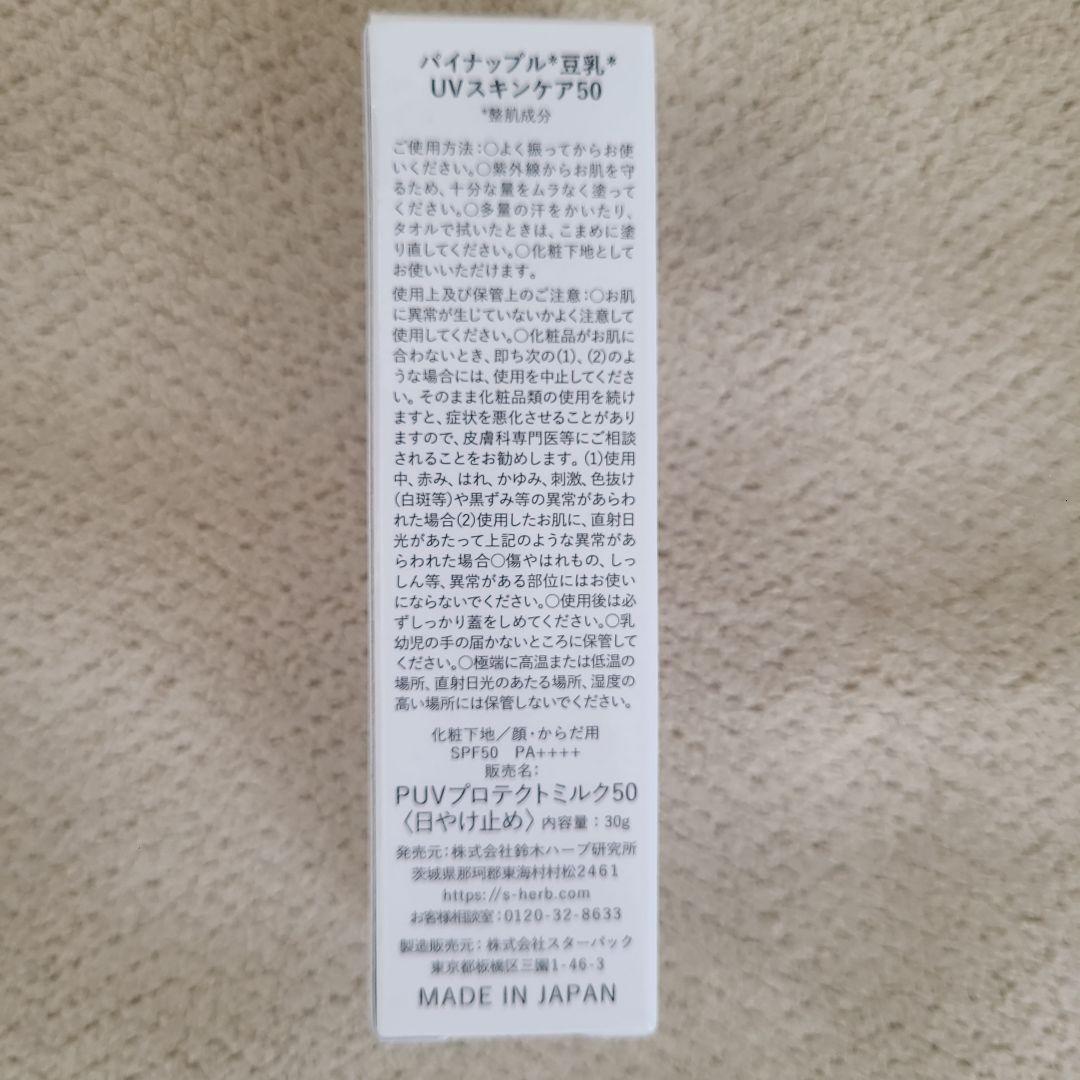 パイナップル*豆乳*
UVスキンケア50
*整肌成分
ご使用方法：○よく振ってからお使
いください。○紫外線からお肌を守
るため、十分な量をムラなく塗って
ください。○多量の汗をかいたり、
タオルで拭いたときは、こまめに塗
り直してください。○化粧下地として
お使いいただけます。
使用上及び保管上のご注意：○お肌
に異常が生じていないかよく注意して
使用してください。○化粧品がお肌に
合わないとき、即ち次の(1)、(2)のよ
うな場合には、使用を中止してくださ
い。そのまま化粧品類の使用を続け
ますと、症状を悪化させることがあり
ますので、皮膚科専門医等にご相談
されることをお勧めします。(1)使用
中、赤み、はれ、かゆみ、刺激、色抜け
(白斑等)や黒ずみ等の異常があらわ
れた場合(2)使用したお肌に、直射日
光があたって上記のような異常があ
らわれた場合○傷やはれもの、しっ
しん等、異常がある部位にはお使い
にならないでください。○使用後は必
ずしっかり蓋をしめてください。○乳
幼児の手の届かないところに保管して
ください。○極端に高温または低温の
場所、直射日光のあたる場所、湿度の
高い場所には保管しないでください。
化粧下地／顔・からだ用
SPF50 PA++++
販売名：
PUVプロテクトミルク50
〈日やけ止め〉内容量：30g
発売元：株式会社鈴木ハーブ研究所
茨城県那珂郡東海村村松2461
https://s-herb.com
お客様相談室：0120-32-8633
製造販売元：株式会社スターパック
東京都板橋区三園1-46-3
MADE IN JAPAN